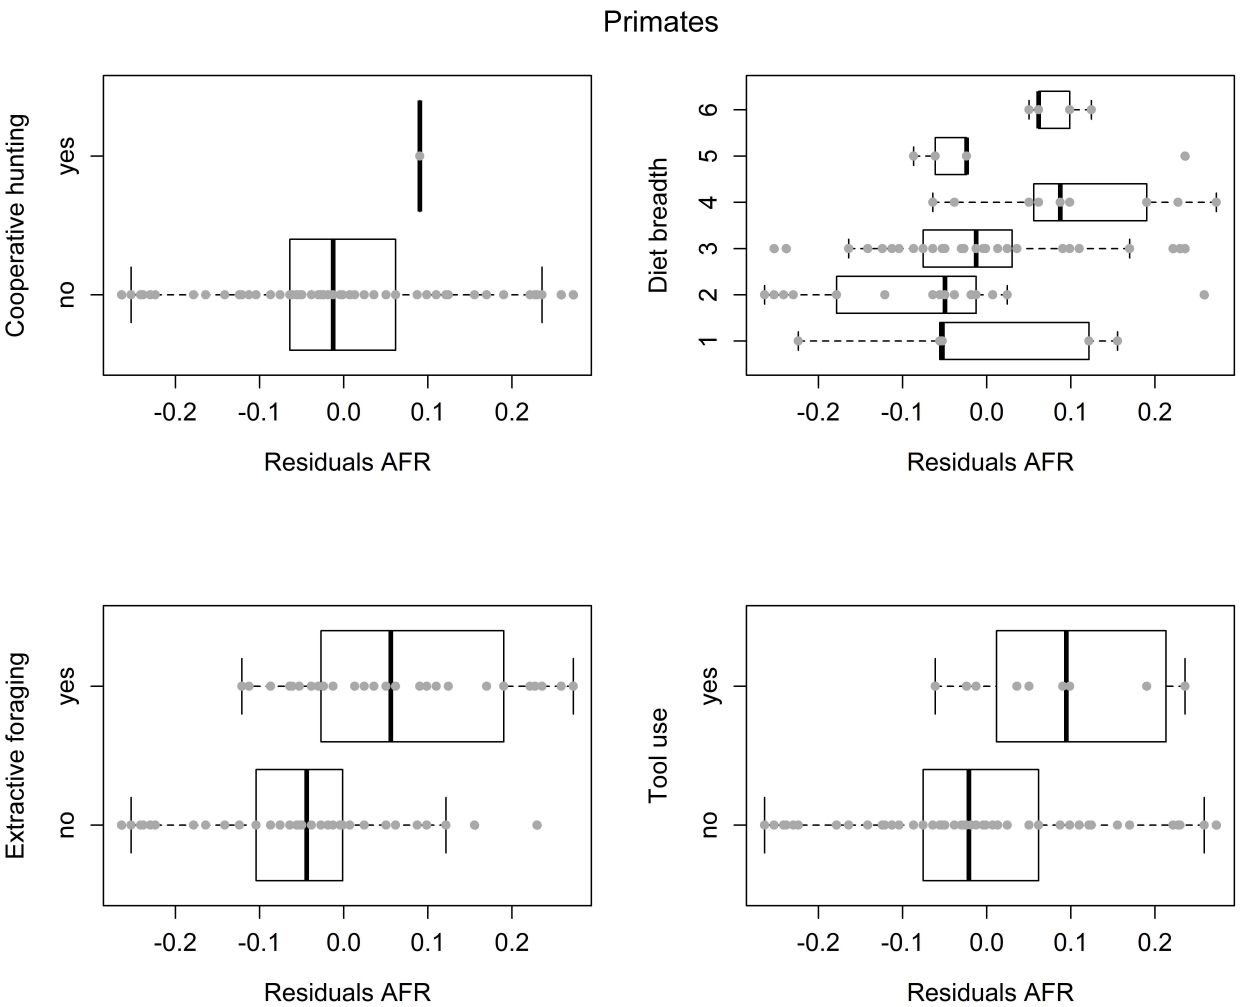 Primates
Cooperative hunting
yes
no
-0.2 -0.1 0.0 0.1 0.2
Residuals AFR
Diet breadth
6
5
4
3
2
1
-0.2 -0.1 0.0 0.1 0.2
Residuals AFR
Extractive foraging
yes
no
-0.2 -0.1 0.0 0.1 0.2
Residuals AFR
Tool use
yes
no
-0.2 -0.1 0.0 0.1 0.2
Residuals AFR